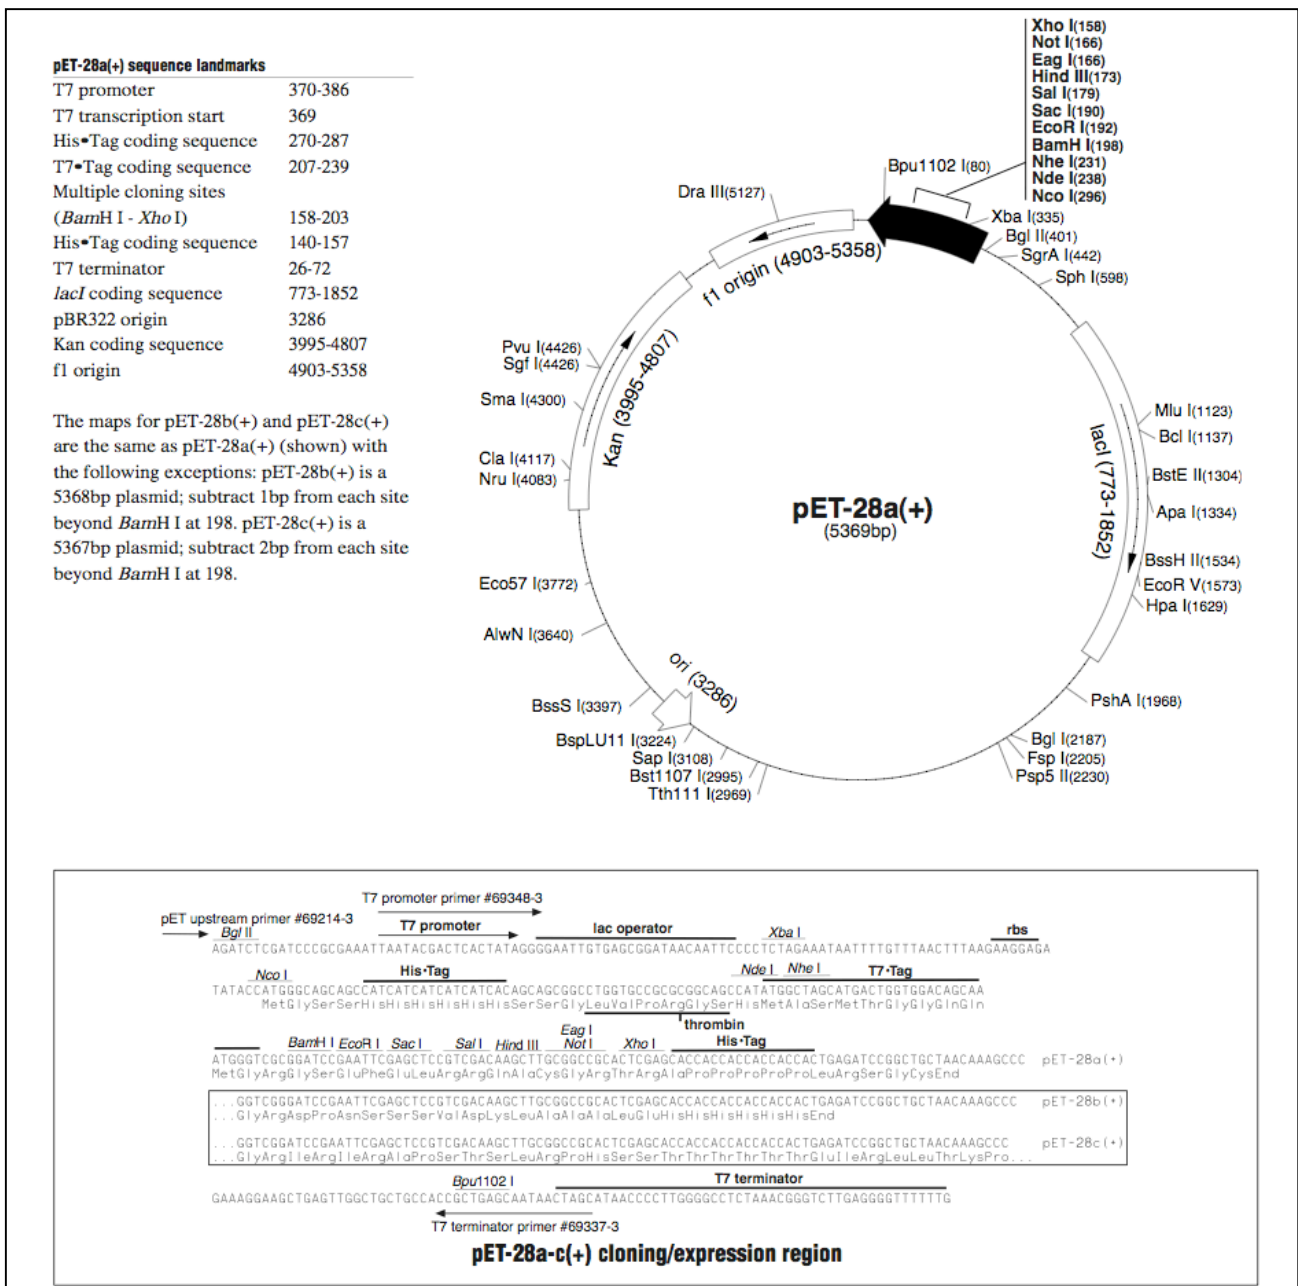 pET-28a(+) sequence landmarks
T7 promoter 370-386
T7 transcription start 369
His•Tag coding sequence 270-287
T7•Tag coding sequence 207-239
Multiple cloning sites
(BamH I - Xho I) 158-203
His•Tag coding sequence 140-157
T7 terminator 26-72
lacI coding sequence 773-1852
pBR322 origin 3286
Kan coding sequence 3995-4807
f1 origin 4903-5358
The maps for pET-28b(+) and pET-28c(+)
are the same as pET-28a(+) (shown) with
the following exceptions: pET-28b(+) is a
5368bp plasmid; subtract 1bp from each site
beyond BamH I at 198. pET-28c(+) is a
5367bp plasmid; subtract 2bp from each site
beyond BamH I at 198.
Xho I(158)
Not I(166)
Eag I(166)
Hind III(173)
Sal I(179)
Sac I(190)
EcoR I(192)
BamH I(198)
Nhe I(231)
Nde I(238)
Nco I(296)
Bpu1102 I(80)
Dra III(5127)
Xba I(335)
Bgl II(401)
SgrA I(442)
Sph I(598)
f1 origin (4903-5358)
Pvu I(4426)
Sgf I(4426)
Sma I(4300)
Kan (3995-4807)
Cla I(4117)
Nru I(4083)
lacI (773-1852)
Mlu I(1123)
Bcl I(1137)
BstE II(1304)
Apa I(1334)
BssH II(1534)
EcoR V(1573)
Hpa I(1629)
pET-28a(+)
(5369bp)
Eco57 I(3772)
AlwN I(3640)
ori (3286)
BssS I(3397)
BspLU11 I(3224)
Sap I(3108)
Bst1107 I(2995)
Tth111 I(2969)
PshA I(1968)
Bgl I(2187)
Fsp I(2205)
Psp5 II(2230)
T7 promoter primer #69348-3
pET upstream primer #69214-3
Bgl II T7 promoter lac operator Xba I rbs
AGATCTCGATCCCGCGAAATTAATACGACTCACTATAGGGGAATTGTGAGCGGATAACAATTCCCCTCTAGAAATAATTTTGTTTAACTTTAAGAAGGAGA
Nco I His•Tag Nde I Nhe I T7•Tag
TATACCATGGGCAGCAGCCATCATCATCATCATCACAGCAGCGGCCTGGTGCCGCGCGGCAGCCATATGGCTAGCATGACTGGTGGACAGCAA
MetGlySerSerHisHisHisHisHisHisSerSerGlyLeuValProArgGlySerHisMetAlaSerMetThrGlyGlyGlnGln
thrombin
Eag I
BamH I EcoR I Sac I Sal I Hind III Not I Xho I His•Tag
ATGGGTCGCGGATCCGAATTCGAGCTCCGTCGACAAGCTTGCGGCCGCACTCGAGCACCACCACCACCACCACTGAGATCCGGCTGCTAACAAAGCCC pET-28a(+)
MetGlyArgGlySerGluPheGluLeuArgArgGlnAlaCysGlyArgThrArgAlaProProProProProLeuArgSerGlyCysEnd
...GGTCGGGATCCGAATTCGAGCTCCGTCGACAAGCTTGCGGCCGCACTCGAGCACCACCACCACCACCACTGAGATCCGGCTGCTAACAAAGCCC pET-28b(+)
...GlyArgAspProAsnSerSerSerValAspLysLeuAlaAlaAlaLeuGluHisHisHisHisHisHisEnd
...GGTCGGATCCGAATTCGAGCTCCGTCGACAAGCTTGCGGCCGCACTCGAGCACCACCACCACCACCACTGAGATCCGGCTGCTAACAAAGCCC pET-28c(+)
...GlyArgIleArgIleArgAlaProSerThrSerLeuArgProHisSerSerThrThrThrThrThrThrGluIleArgLeuLeuThrLysPro...
Bpu1102 I T7 terminator
GAAAGGAAGCTGAGTTGGCTGCTGCCACCGCTGAGCAATAACTAGCATAACCCCTTGGGGCCTCTAAACGGGTCTTGAGGGGTTTTTTG
T7 terminator primer #69337-3
pET-28a-c(+) cloning/expression region